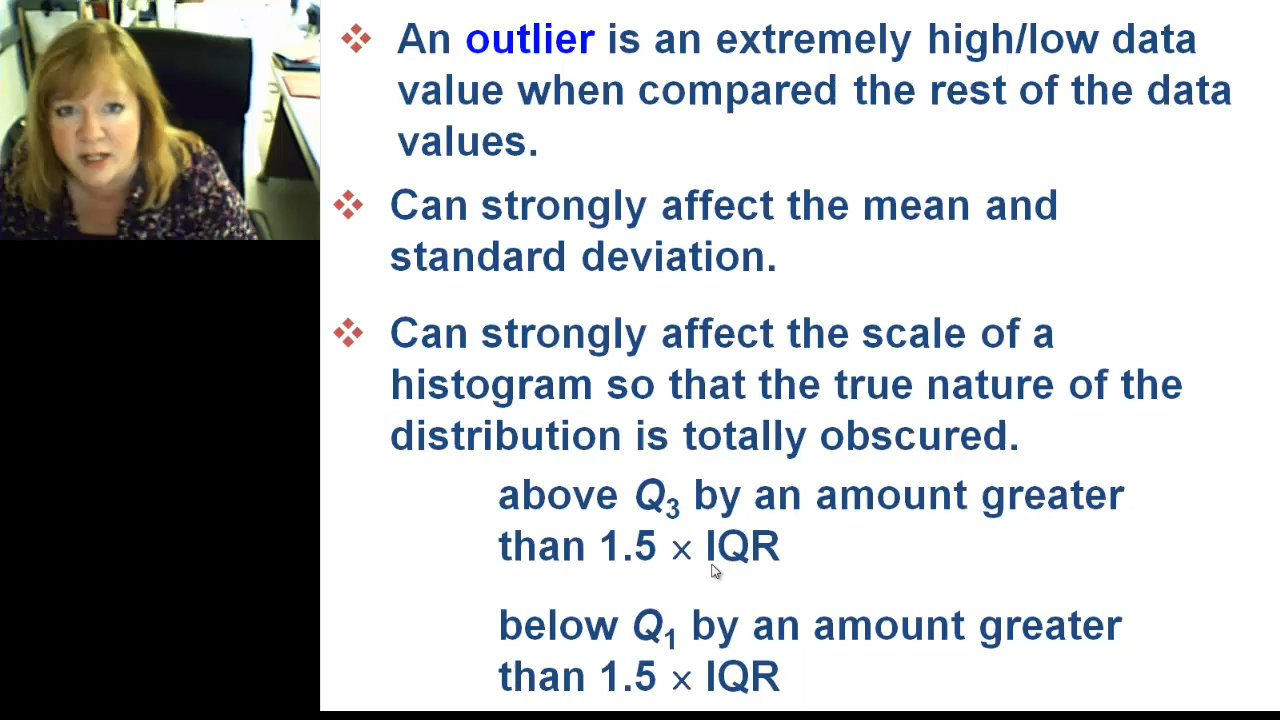 An outlier is an extremely high/low data
value when compared the rest of the data
values.
Can strongly affect the mean and
standard deviation.
Can strongly affect the scale of a
histogram so that the true nature of the
distribution is totally obscured.
above Q₃ by an amount greater
than 1.5 × IQR
below Q₁ by an amount greater
than 1.5 × IQR